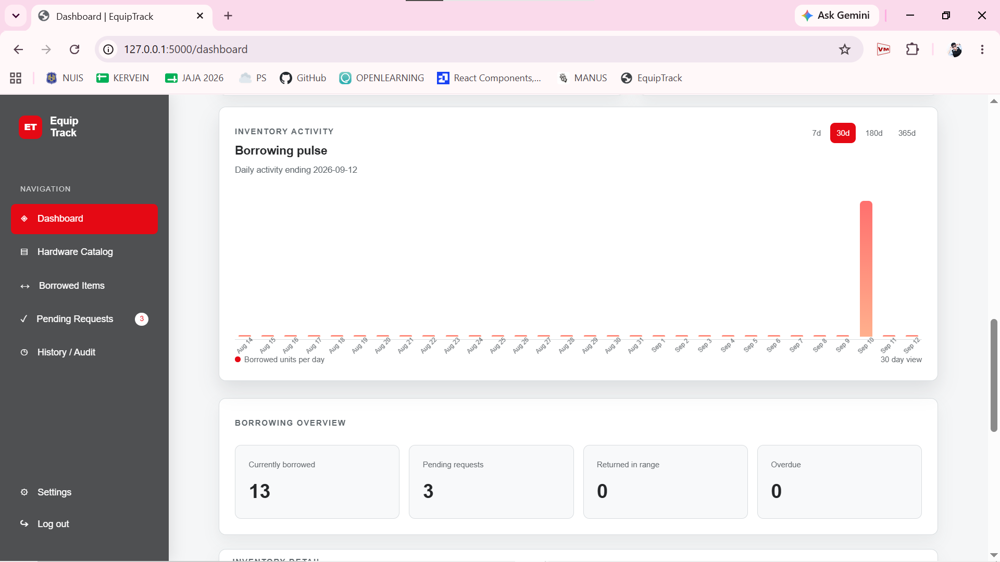 Dashboard | EquipTrack
Ask Gemini
127.0.0.1:5000/dashboard
VM
NUIS
KERVEIN
JAJA 2026
PS
GitHub
OPENLEARNING
React Components,...
MANUS
EquipTrack
ET
Equip
Track
NAVIGATION
Dashboard
Hardware Catalog
Borrowed Items
Pending Requests 3
History / Audit
Settings
Log out
INVENTORY ACTIVITY
7d 30d 180d 365d
Borrowing pulse
Daily activity ending 2026-09-12
Aug 14 Aug 15 Aug 16 Aug 17 Aug 18 Aug 19 Aug 20 Aug 21 Aug 22 Aug 23 Aug 24 Aug 25 Aug 26 Aug 27 Aug 28 Aug 29 Aug 30 Aug 31 Sep 1 Sep 2 Sep 3 Sep 4 Sep 5 Sep 6 Sep 7 Sep 8 Sep 9 Sep 10 Sep 11 Sep 12
Borrowed units per day
30 day view
BORROWING OVERVIEW
Currently borrowed
13
Pending requests
3
Returned in range
0
Overdue
0
INVENTORY DETAIL